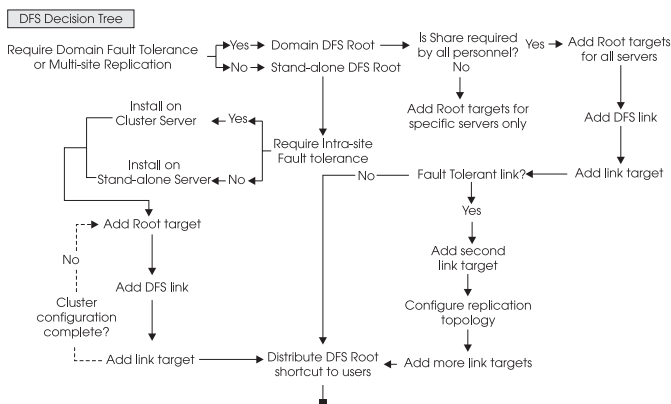 DFS Decision Tree
Require Domain Fault Tolerance
or Multi-site Replication
Yes
Domain DFS Root
No
Stand-alone DFS Root
Is Share required
by all personnel?
Yes
Add Root targets
for all servers
No
Add Root targets for
specific servers only
Install on
Cluster Server
Yes
Require Intra-site
Fault tolerance
Install on
Stand-alone Server
No
Add DFS link
No
Fault Tolerant link?
Add link target
Yes
Add Root target
Add second
link target
No
Add DFS link
Cluster
configuration
complete?
Configure replication
topology
Add link target
Distribute DFS Root
shortcut to users
Add more link targets